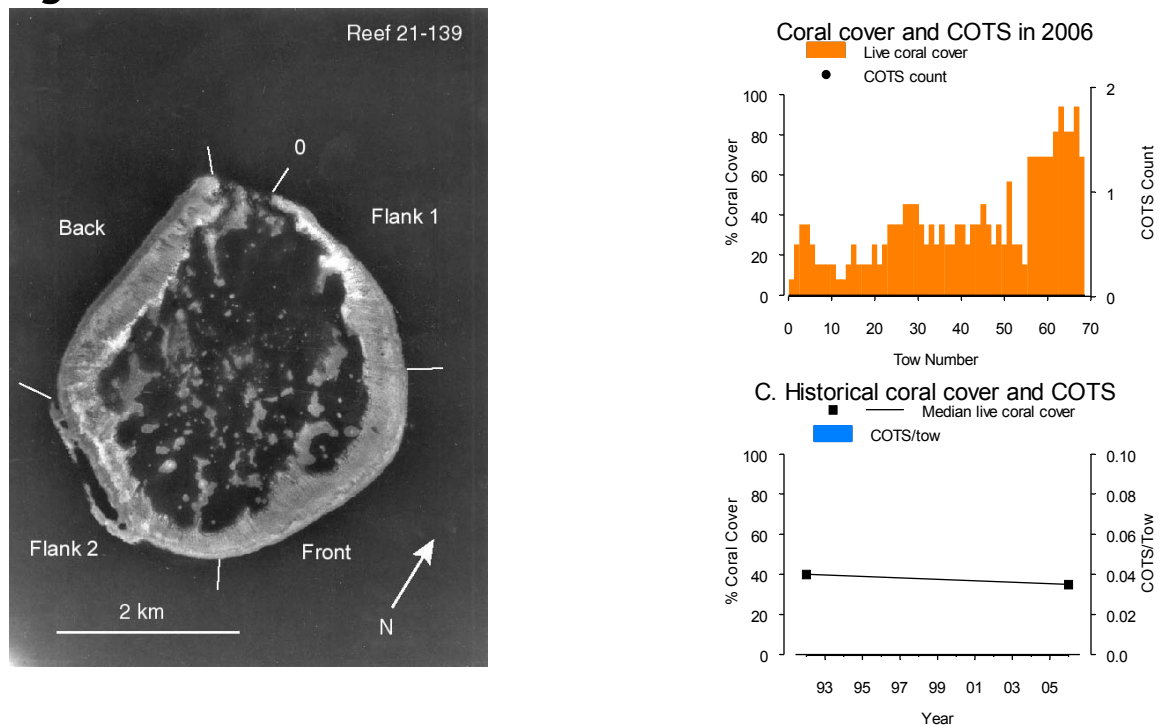 Reef 21-139
0
Back
Flank 1
Flank 2
Front
2 km
N
Coral cover and COTS in 2006
Live coral cover
COTS count
100
80
60
40
20
0
% Coral Cover
2
1
0
COTS Count
0 10 20 30 40 50 60 70
Tow Number
C. Historical coral cover and COTS
Median live coral cover
COTS/tow
100
80
60
40
20
0
% Coral Cover
0.10
0.08
0.06
0.04
0.02
0.0
COTS/Tow
93 95 97 99 01 03 05
Year